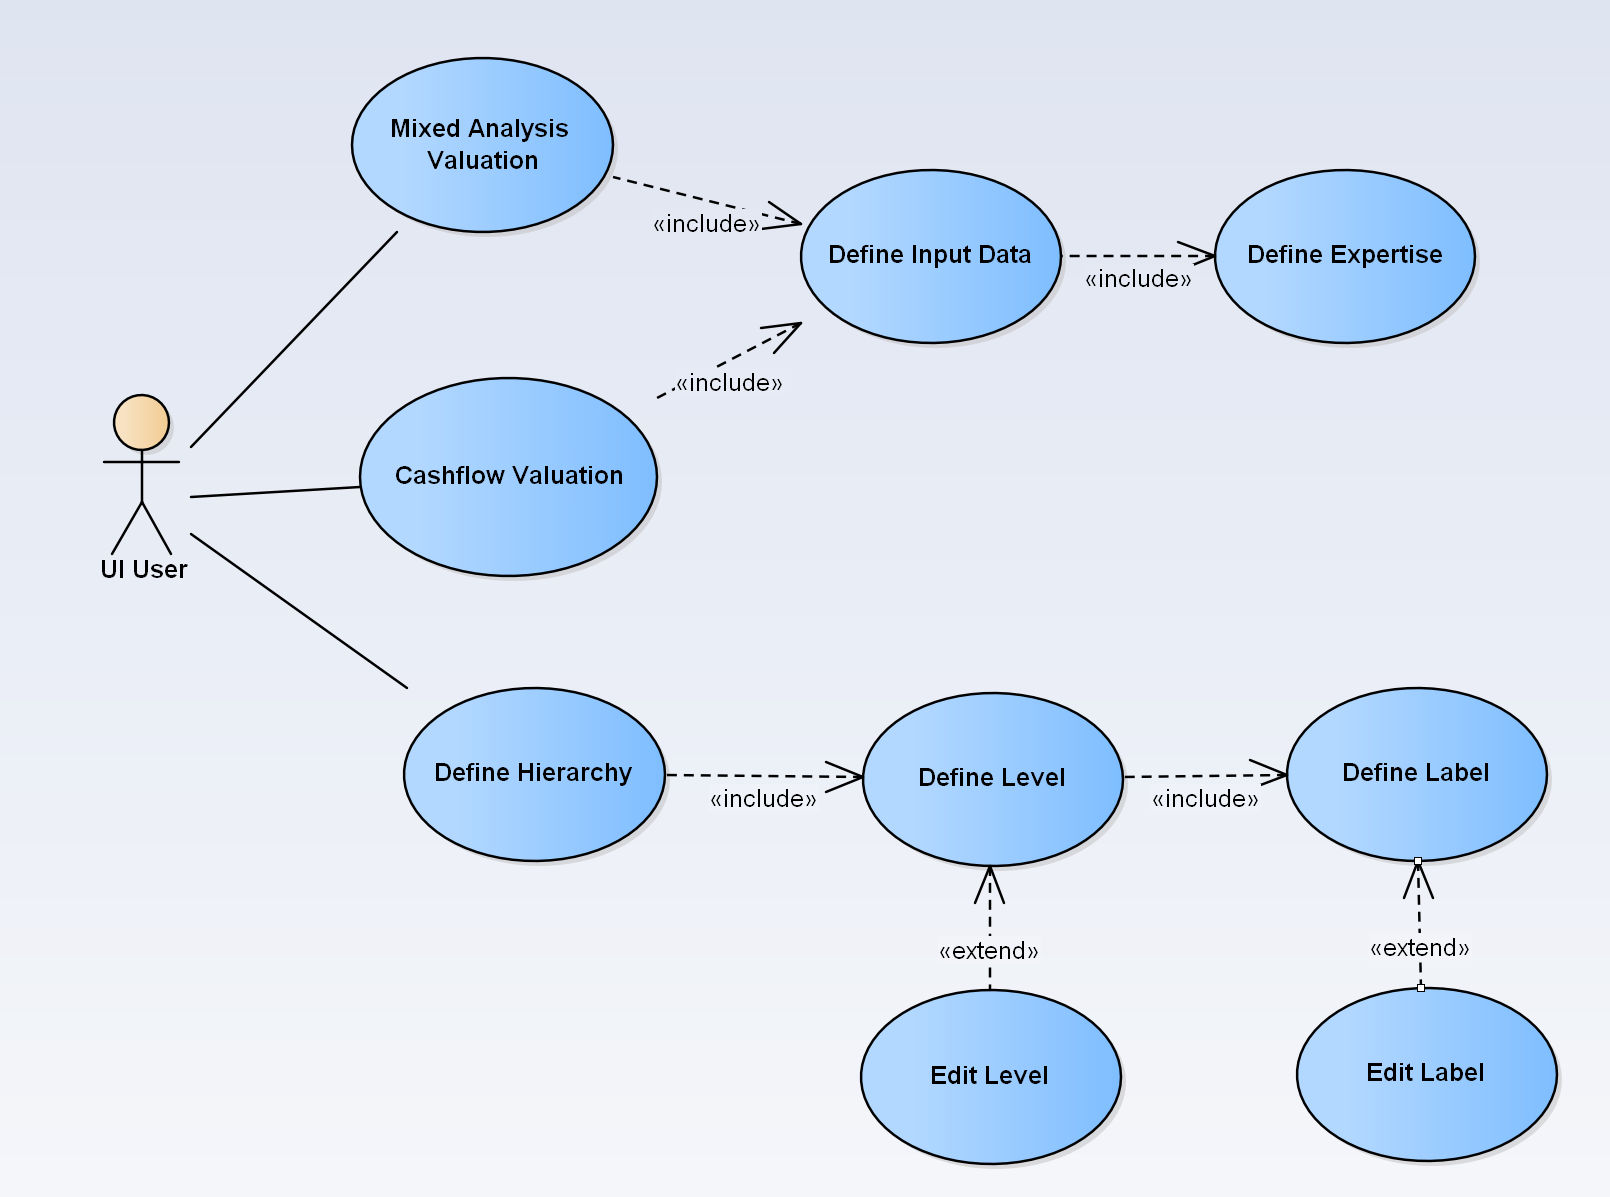 Mixed Analysis
Valuation
«include»
Define Input Data
«include»
Define Expertise
«include»
Cashflow Valuation
UI User
Define Hierarchy
«include»
Define Level
«include»
Define Label
«extend»
«extend»
Edit Level
Edit Label